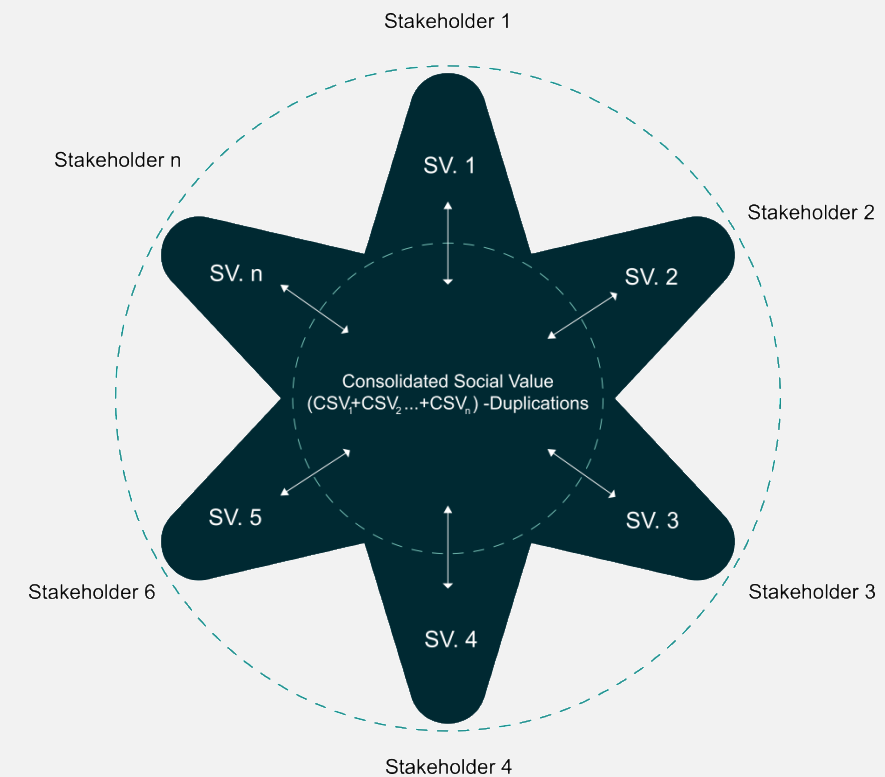 Stakeholder 1
Stakeholder n
SV. 1
Stakeholder 2
SV. n
SV. 2
Consolidated Social Value
(CSV₁+CSV₂...+CSVₙ) -Duplications
SV. 5
SV. 3
Stakeholder 6
Stakeholder 3
SV. 4
Stakeholder 4